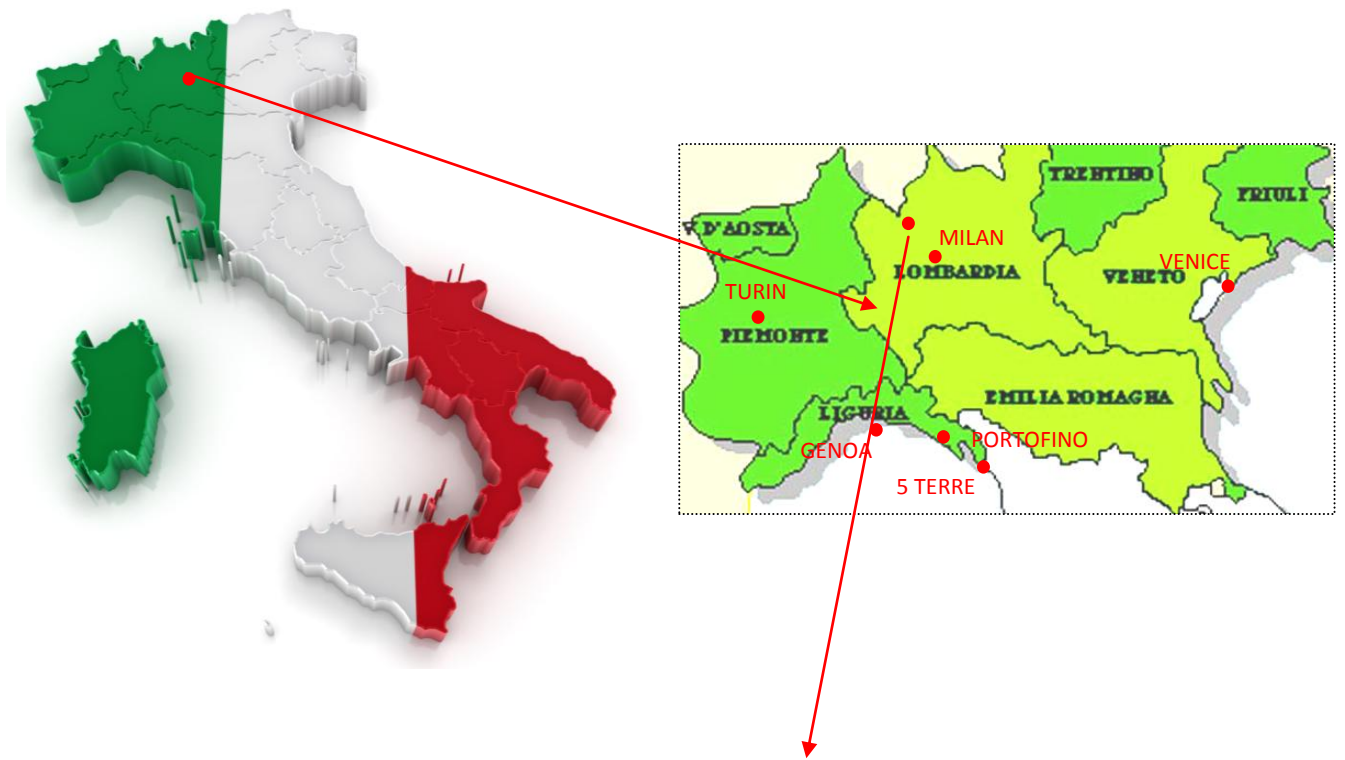 TRENTINO
FRIULI
V D'AOSTA
MILAN
LOMBARDIA
VENICE
VENETO
TURIN
PIEMONTE
EMILIA ROMAGNA
LIGURIA
PORTOFINO
GENOA
5 TERRE